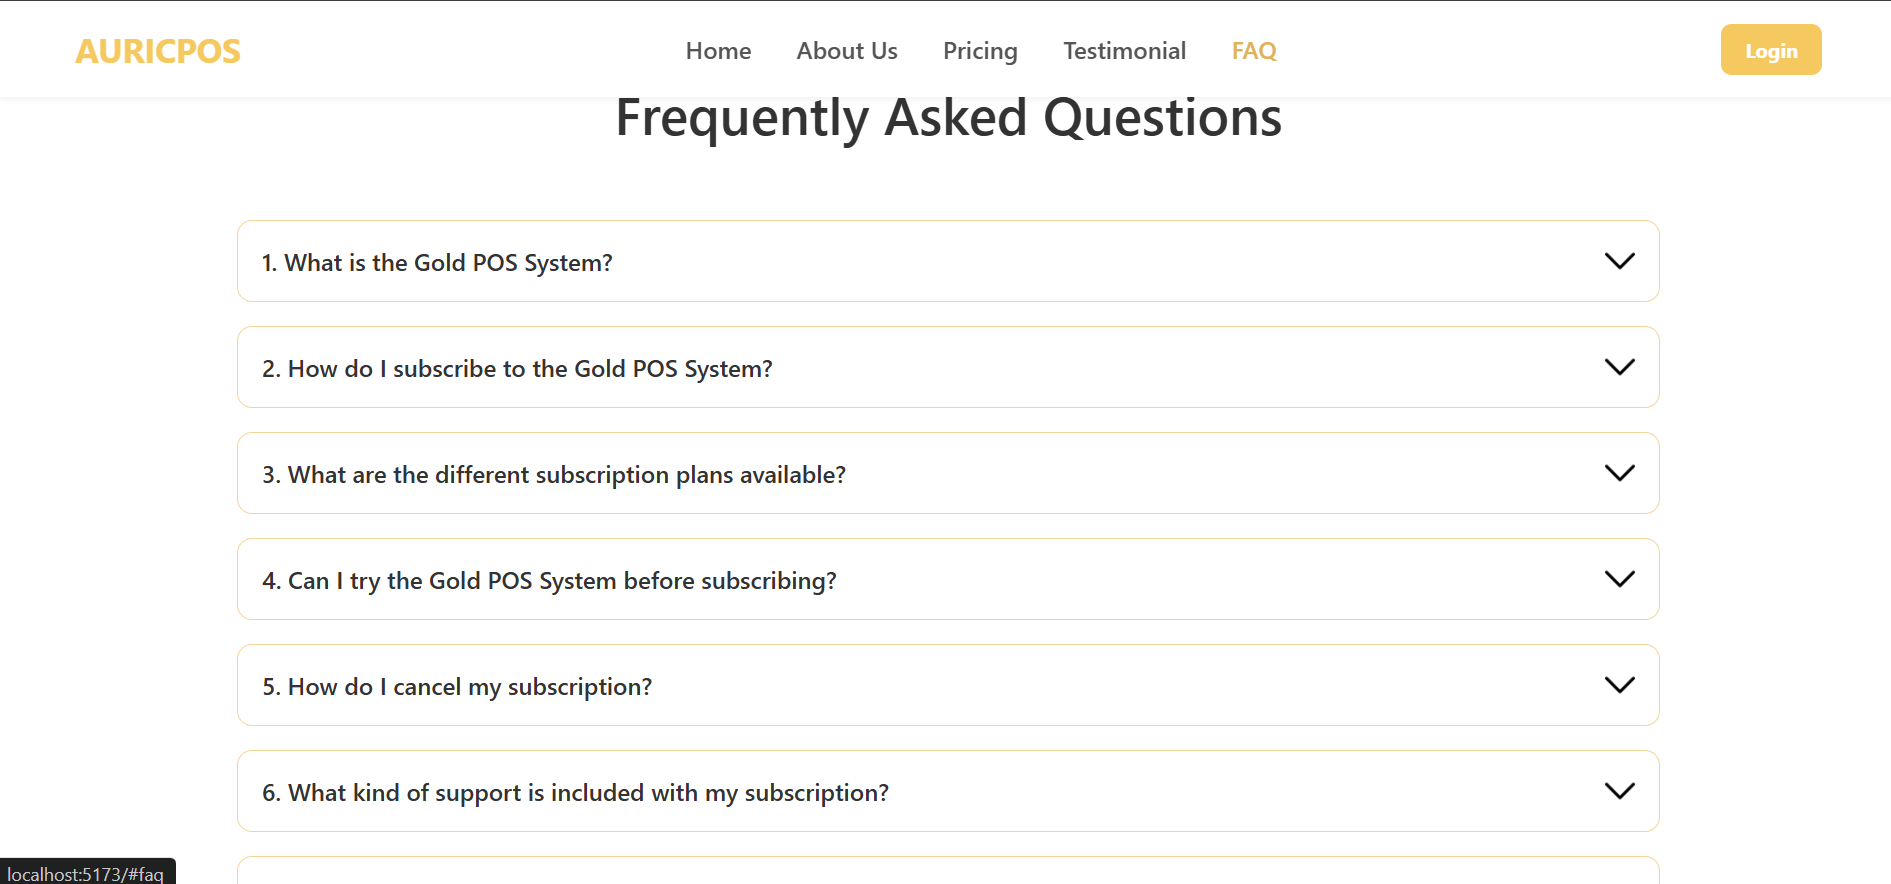 AURICPOS
Home About Us Pricing Testimonial FAQ
Login
Frequently Asked Questions
1. What is the Gold POS System?
2. How do I subscribe to the Gold POS System?
3. What are the different subscription plans available?
4. Can I try the Gold POS System before subscribing?
5. How do I cancel my subscription?
6. What kind of support is included with my subscription?
localhost:5173/#faq